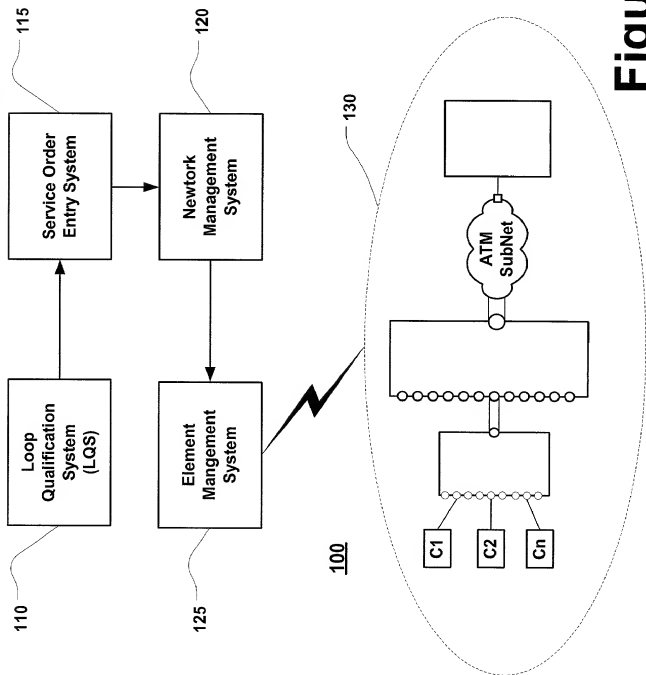 110
Loop
Qualification
System
(LQS)
Service Order
Entry System
115
125
Element
Mangement
System
Newtork
Management
System
120
100
130
C1
C2
Cn
ATM
SubNet
Figu